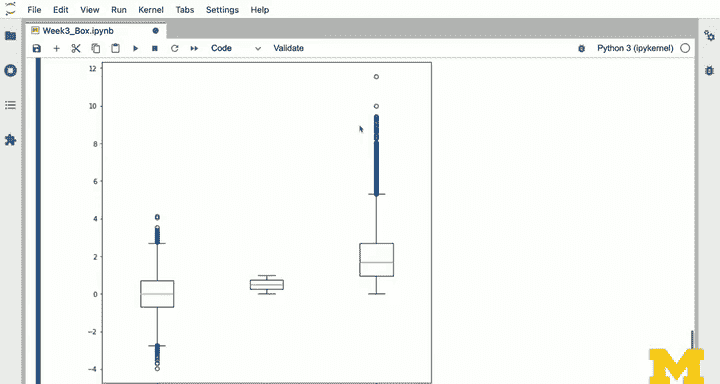 File Edit View Run Kernel Tabs Settings Help
Week3_Box.ipynb
Code Validate Python 3 (ipykernel)
12
10
8
6
4
2
0
−2
−4
M